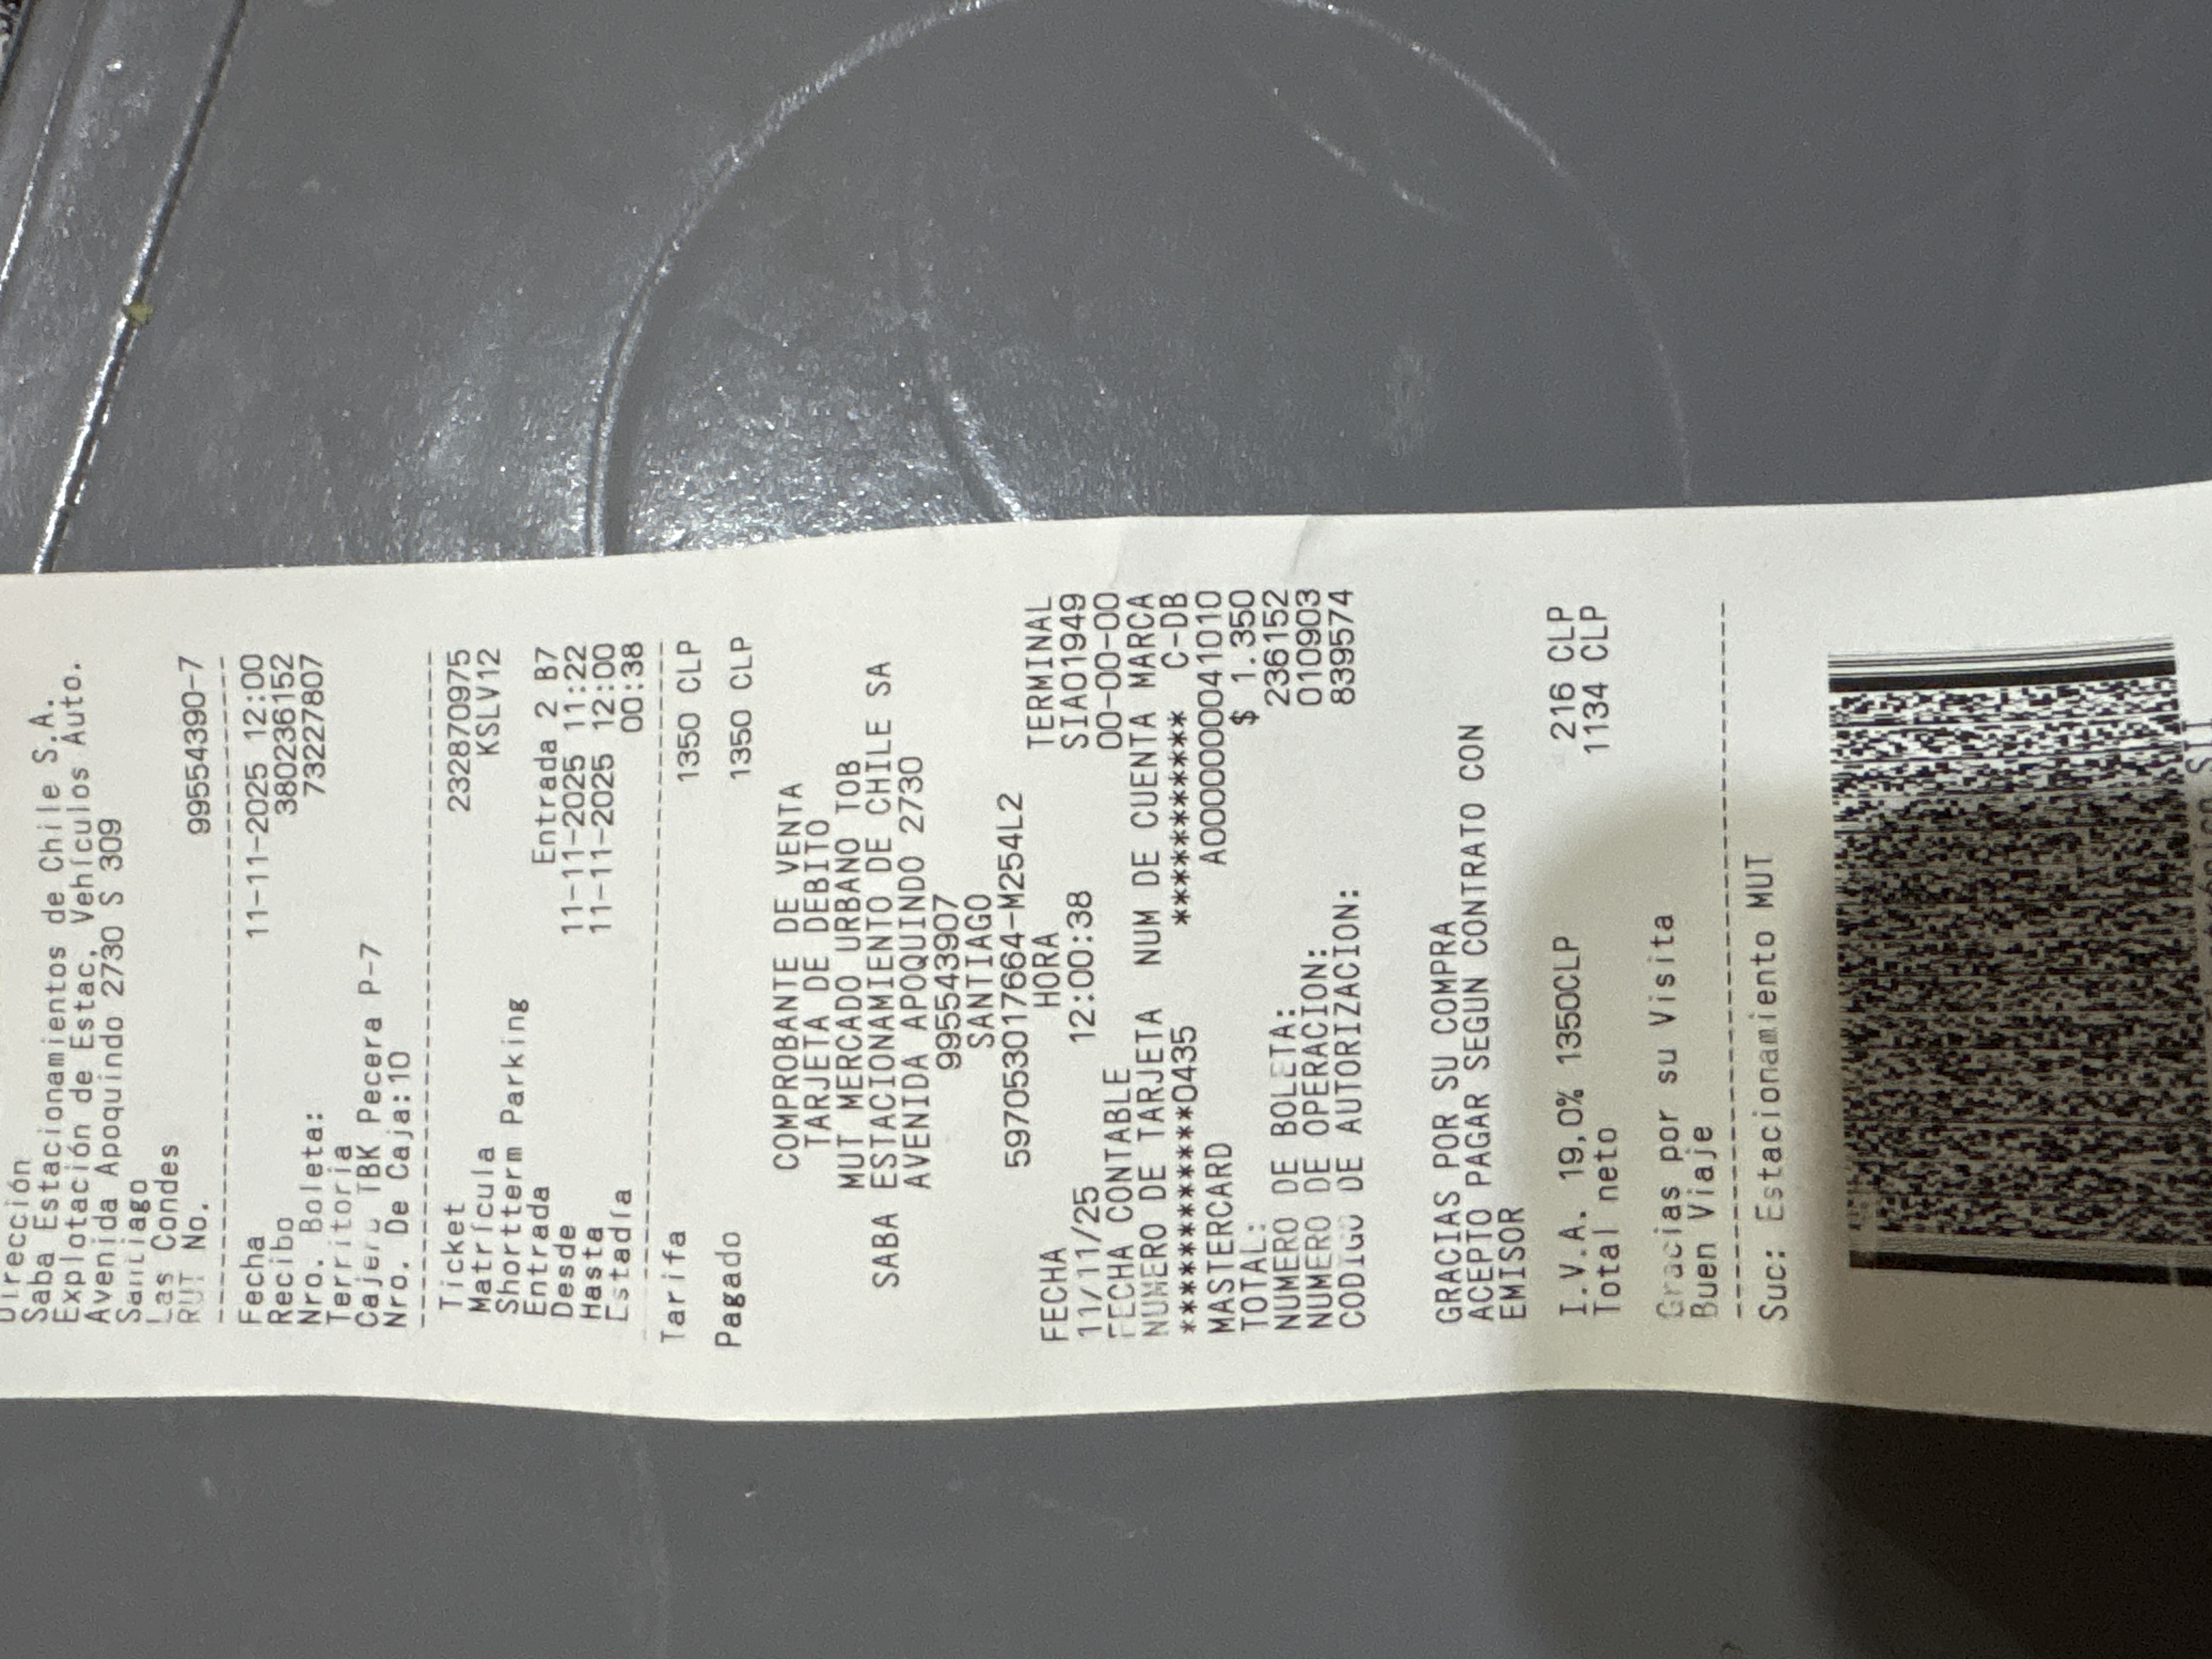 Dirección
Saba Estacionamientos de Chile S.A.
Explotación de Estac, Vehículos Auto.
Avenida Apoquindo 2730 S 309
Santiago
Las Condes
RUT No. 99554390-7
Fecha 11-11-2025 12:00
Recibo 380236152
Nro. Boleta: 73227807
Territoria
Cajero TBK Pecera P-7
Nro. De Caja:10
Ticket 232870975
Matrícula KSLV12
Shortterm Parking
Entrada Entrada 2 B7
Desde 11-11-2025 11:22
Hasta 11-11-2025 12:00
Estadía 00:38
Tarifa 1350 CLP
Pagado 1350 CLP
COMPROBANTE DE VENTA
TARJETA DE DEBITO
MUT MERCADO URBANO TOB
SABA ESTACIONAMIENTO DE CHILE SA
AVENIDA APOQUINDO 2730
995543907
SANTIAGO
597053017664-M254L2
FECHA HORA TERMINAL
11/11/25 12:00:38 SIA01949
FECHA CONTABLE 00-00-00
NUMERO DE TARJETA NUM DE CUENTA MARCA
************0435 *********** C-DB
MASTERCARD A0000000041010
TOTAL: $ 1.350
NUMERO DE BOLETA: 236152
NUMERO DE OPERACION: 010903
CODIGO DE AUTORIZACION: 839574
GRACIAS POR SU COMPRA
ACEPTO PAGAR SEGUN CONTRATO CON
EMISOR
I.V.A. 19,0% 1350CLP 216 CLP
Total neto 1134 CLP
Gracias por su Visita
Buen Viaje
Suc: Estacionamiento MUT